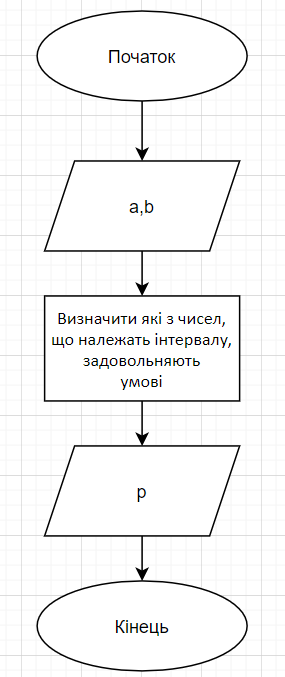 Початок
a,b
Визначити які з чисел,
що належать інтервалу,
задовольняють
умові
p
Кінець